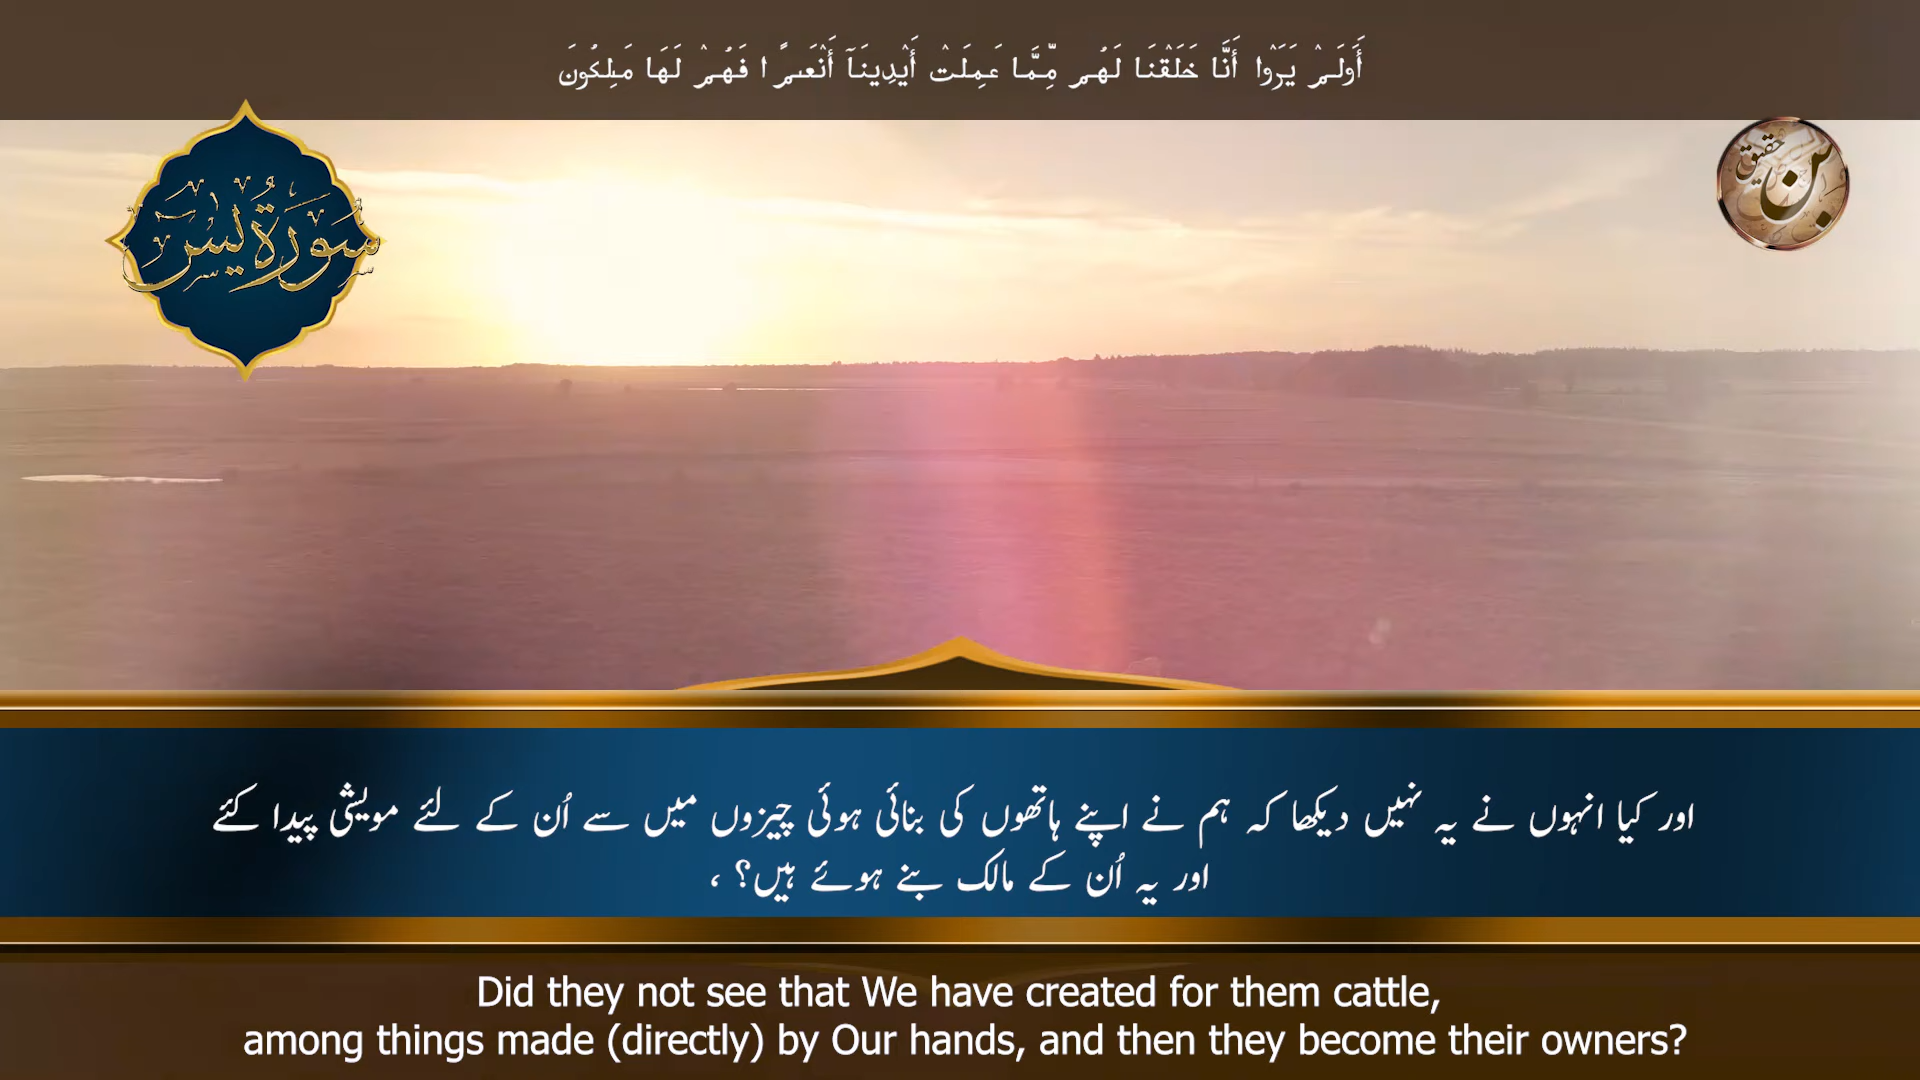 أَوَلَمْ يَرَوْا أَنَّا خَلَقْنَا لَهُم مِّمَّا عَمِلَتْ أَيْدِينَآ أَنْعَـٰمًا فَهُمْ لَهَا مَـٰلِكُونَ
سورة يس
بن حقیق
اور کیا انہوں نے یہ نہیں دیکھا کہ ہم نے اپنے ہاتھوں کی بنائی ہوئی چیزوں میں سے اُن کے لئے مویشی پیدا کئے
اور یہ اُن کے مالک بنے ہوئے ہیں؟ ،
Did they not see that We have created for them cattle,
among things made (directly) by Our hands, and then they become their owners?